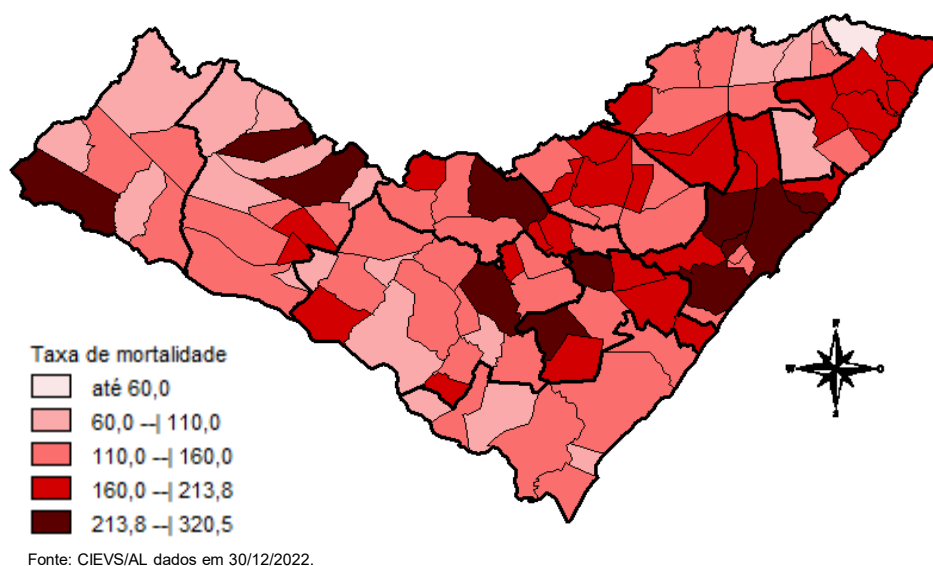 Taxa de mortalidade
até 60,0
60,0 --| 110,0
110,0 --| 160,0
160,0 --| 213,8
213,8 --| 320,5
Fonte: CIEVS/AL dados em 30/12/2022.